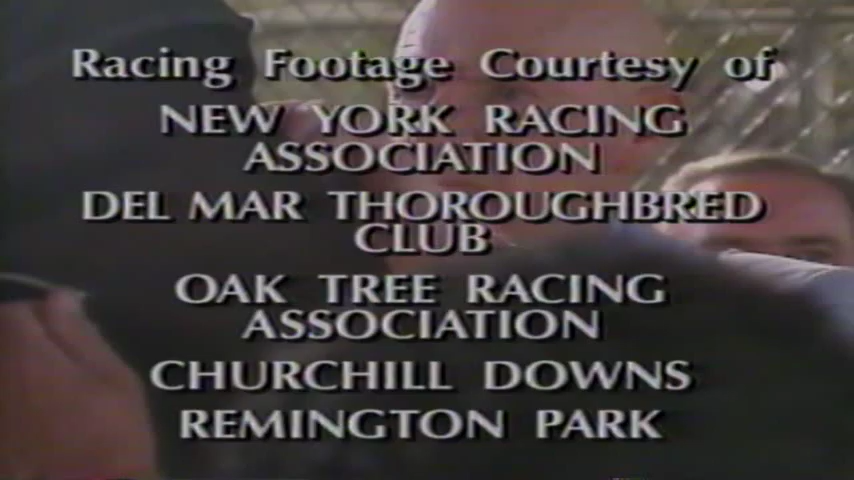 Racing Footage Courtesy of
NEW YORK RACING
ASSOCIATION
DEL MAR THOROUGHBRED
CLUB
OAK TREE RACING
ASSOCIATION
CHURCHILL DOWNS
REMINGTON PARK